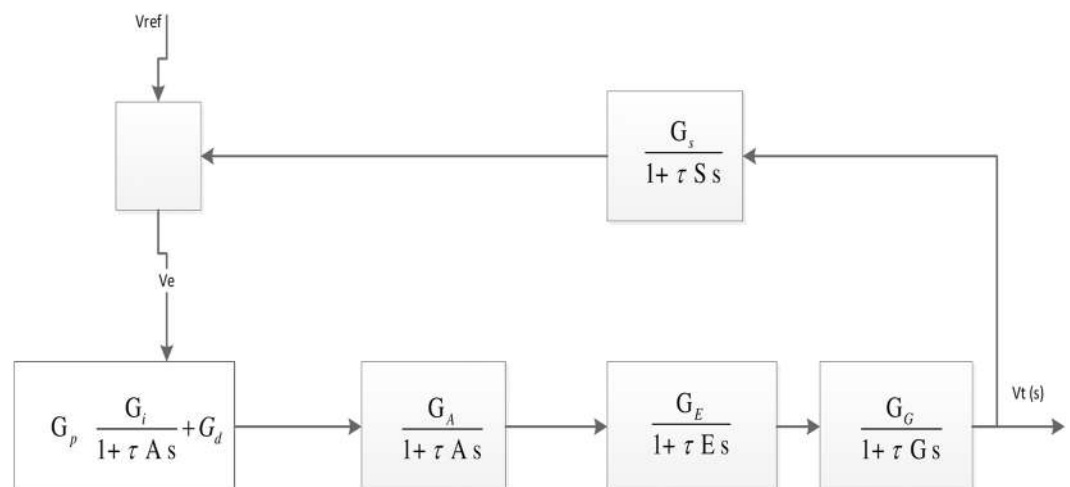 Vref
G_s
1+ τ S s
Ve
G_p G_i / 1+ τ A s +G_d
G_A
1+ τ A s
G_E
1+ τ E s
G_G
1+ τ G s
Vt (s)